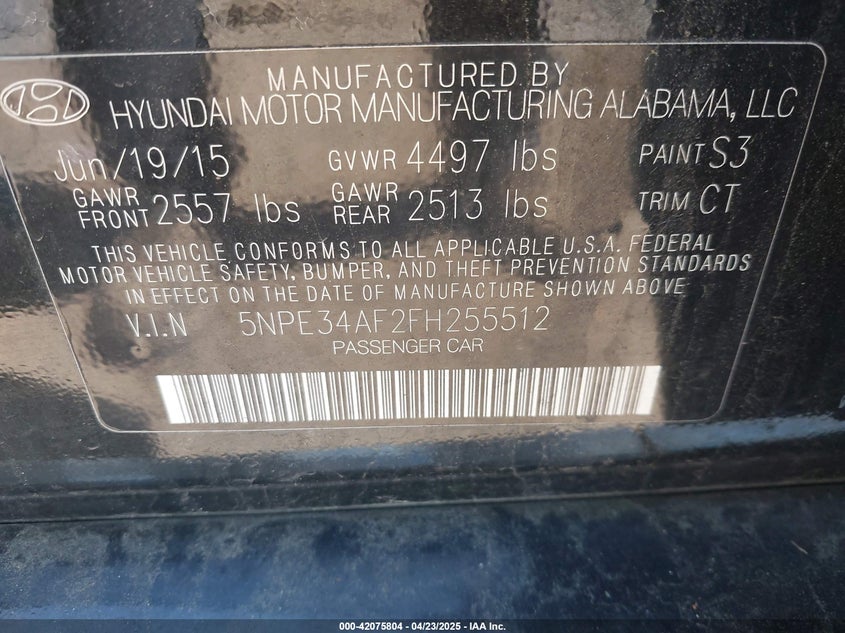 MANUFACTURED BY
HYUNDAI MOTOR MANUFACTURING ALABAMA, LLC
Jun/19/15 GVWR 4497 lbs PAINT S3
GAWR FRONT 2557 lbs GAWR REAR 2513 lbs TRIM CT
THIS VEHICLE CONFORMS TO ALL APPLICABLE U.S.A. FEDERAL
MOTOR VEHICLE SAFETY, BUMPER, AND THEFT PREVENTION STANDARDS
IN EFFECT ON THE DATE OF MANUFACTURE SHOWN ABOVE
V.I.N 5NPE34AF2FH255512
PASSENGER CAR
000-42075804 - 04/23/2025 - IAA Inc.